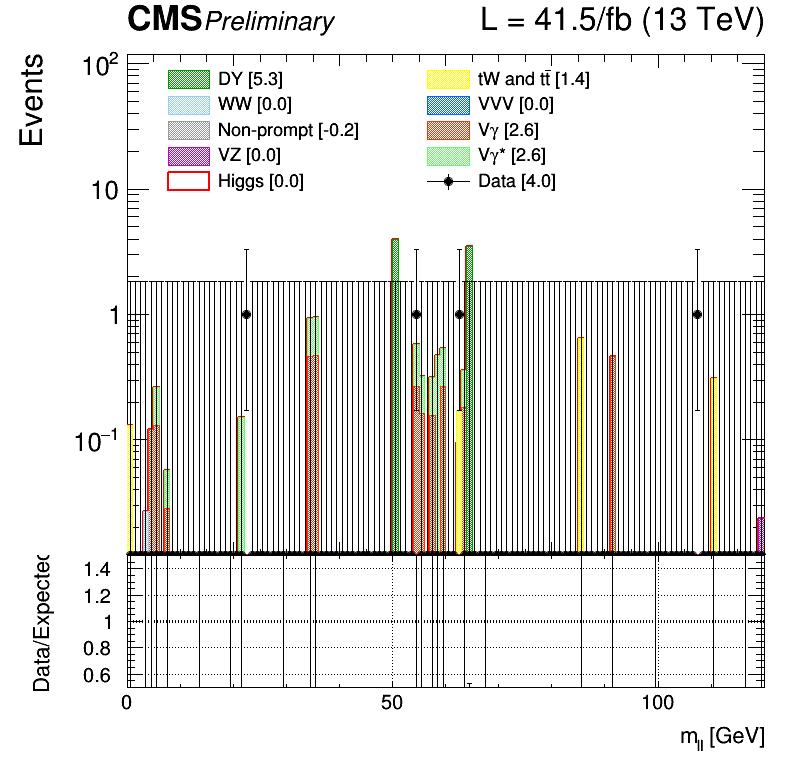 CMS Preliminary L = 41.5/fb (13 TeV)
Events
10²
10
1
10⁻¹
DY [5.3]
WW [0.0]
Non-prompt [-0.2]
VZ [0.0]
Higgs [0.0]
tW and tt̄ [1.4]
VVV [0.0]
Vγ [2.6]
Vγ* [2.6]
Data [4.0]
Data/Expected
1.4
1.2
1
0.8
0.6
0 50 100
m_ll [GeV]